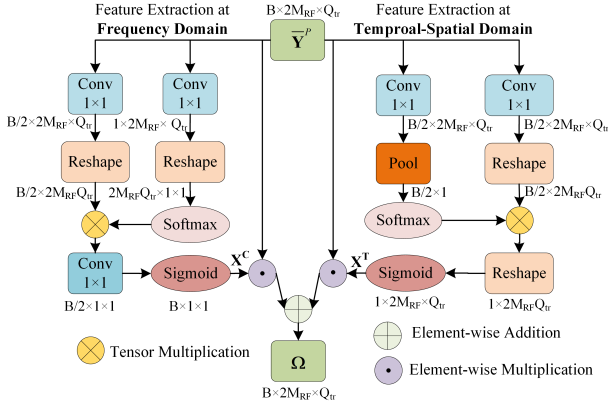 Feature Extraction at
Frequency Domain
B×2M_RF×Q_tr
Feature Extraction at
Temproal-Spatial Domain
Y̅^P
Conv
1×1
Conv
1×1
Conv
1×1
Conv
1×1
B/2×2M_RF×Q_tr
1×2M_RF× Q_tr
B/2×2M_RF×Q_tr
B/2×2M_RF×Q_tr
Reshape
Reshape
Pool
Reshape
B/2×2M_RFQ_tr
2M_RFQ_tr×1×1
B/2×1
B/2×2M_RFQ_tr
Softmax
Softmax
Conv
1×1
Sigmoid
X^C
X^T
Sigmoid
Reshape
B/2×1×1
B×1×1
1×2M_RF×Q_tr
1×2M_RFQ_tr
Element-wise Addition
Tensor Multiplication
Ω
Element-wise Multiplication
B×2M_RF×Q_tr